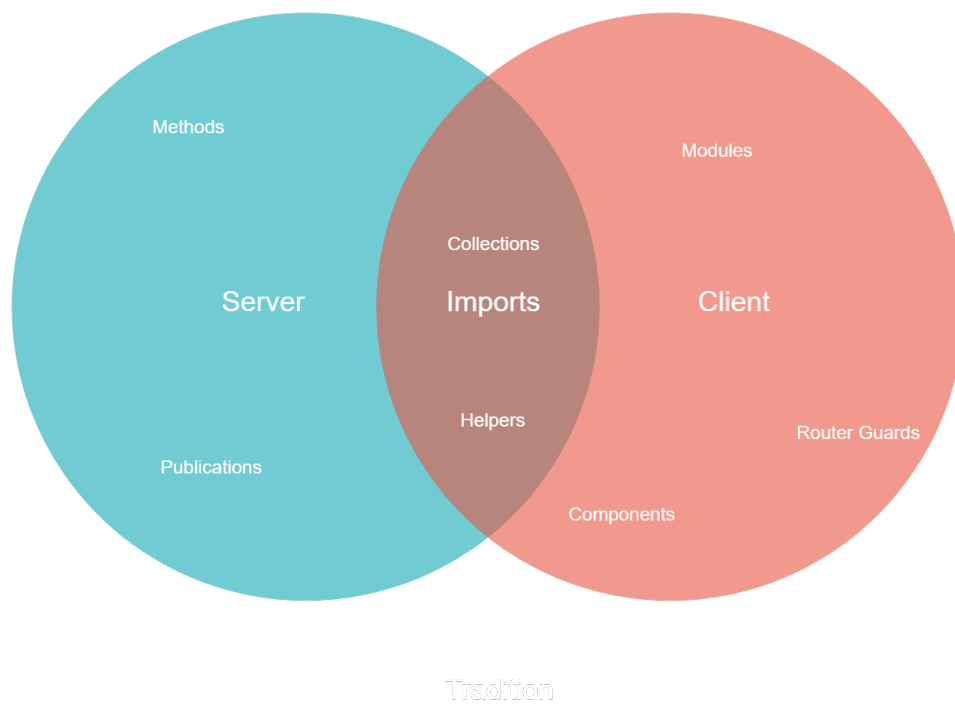 Methods
Modules
Collections
Server
Imports
Client
Helpers
Router Guards
Publications
Components
Tradition